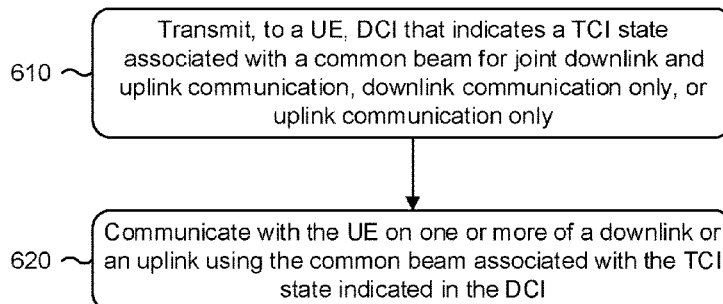 Transmit, to a UE, DCI that indicates a TCI state
associated with a common beam for joint downlink and
uplink communication, downlink communication only, or
uplink communication only
610
Communicate with the UE on one or more of a downlink or
an uplink using the common beam associated with the TCI
state indicated in the DCI
620